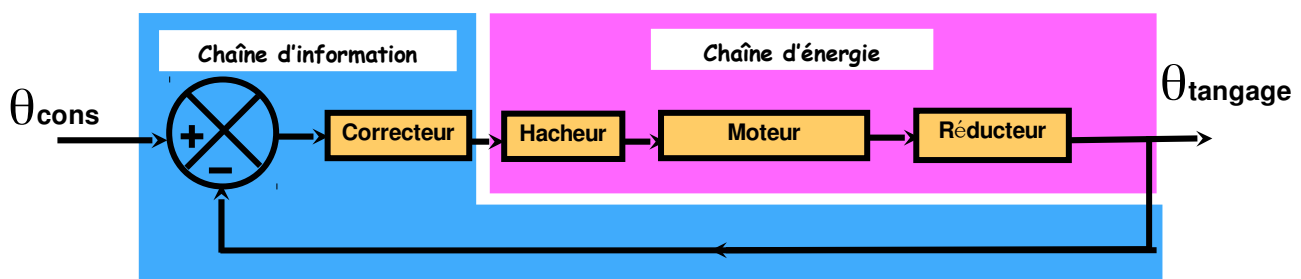 Chaîne d'information
Chaîne d'énergie
θcons
θtangage
+
−
Correcteur
Hacheur
Moteur
Réducteur